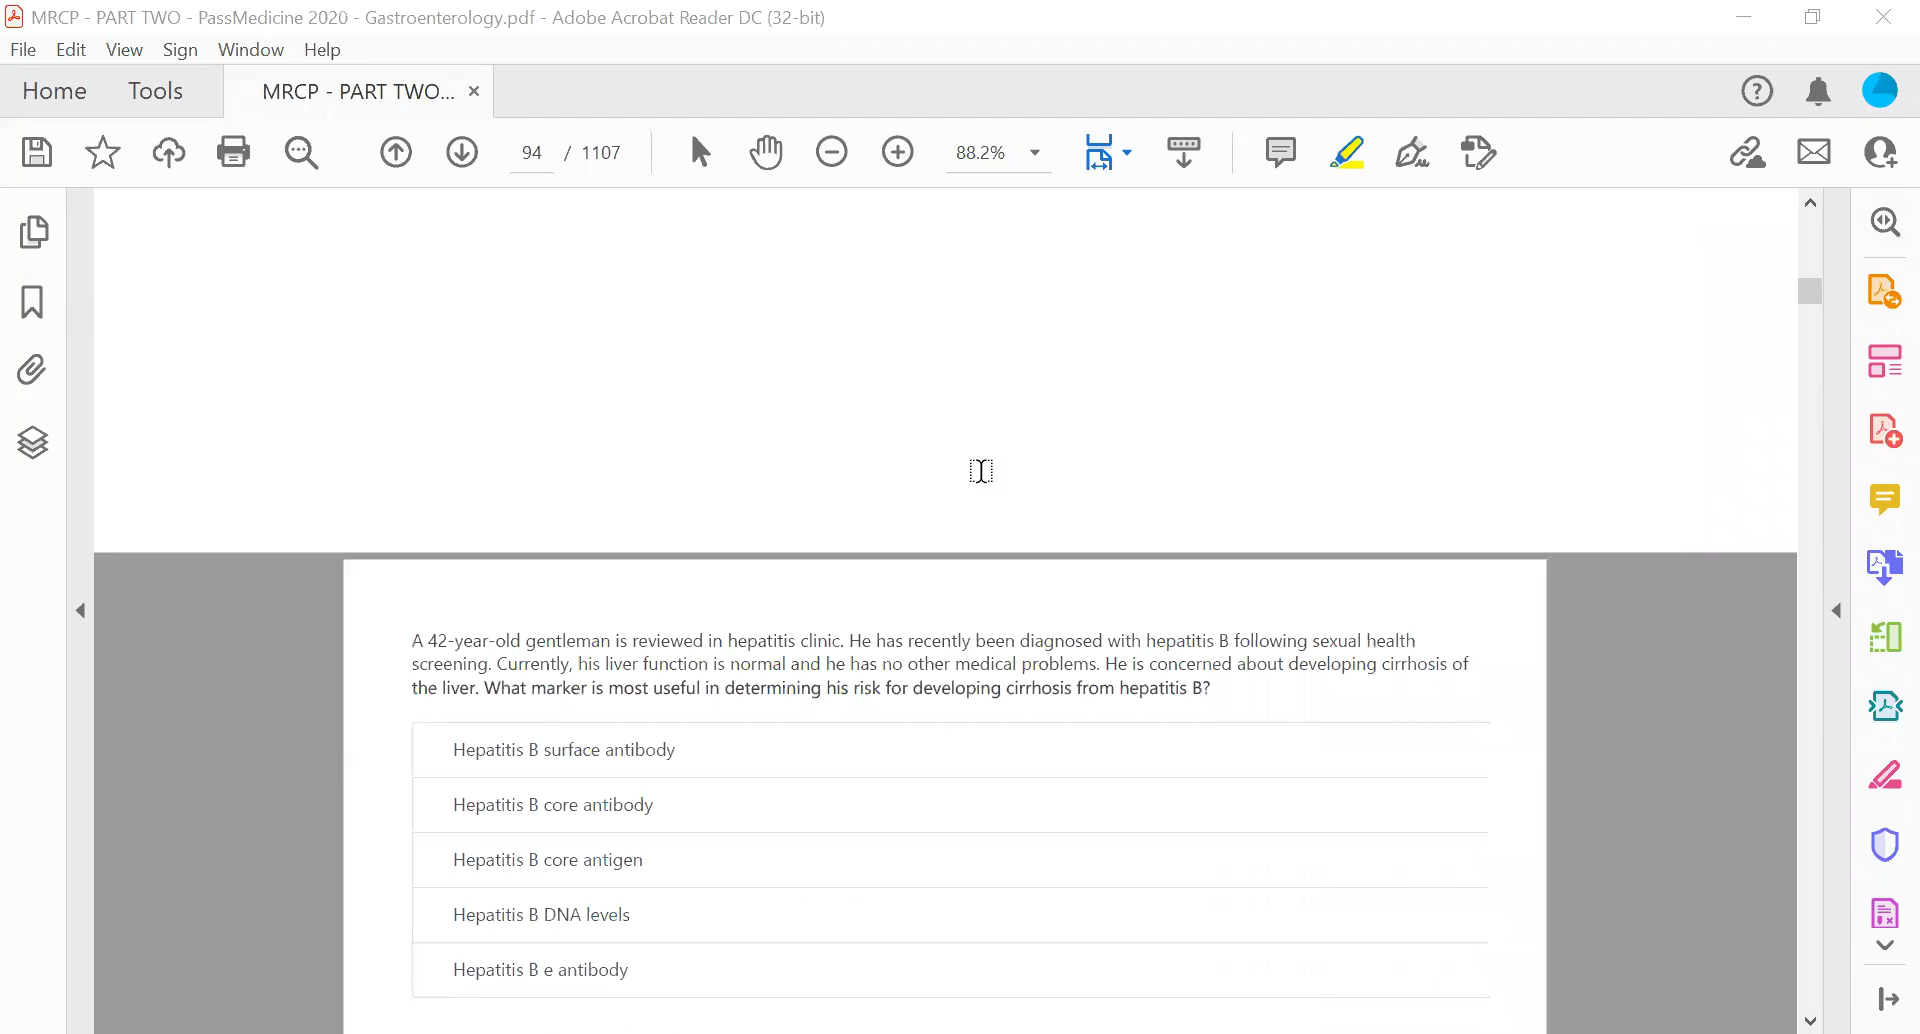 MRCP - PART TWO - PassMedicine 2020 - Gastroenterology.pdf - Adobe Acrobat Reader DC (32-bit)
File Edit View Sign Window Help
Home Tools MRCP - PART TWO... ×
94 / 1107 88.2%
A 42-year-old gentleman is reviewed in hepatitis clinic. He has recently been diagnosed with hepatitis B following sexual health
screening. Currently, his liver function is normal and he has no other medical problems. He is concerned about developing cirrhosis of
the liver. What marker is most useful in determining his risk for developing cirrhosis from hepatitis B?
Hepatitis B surface antibody
Hepatitis B core antibody
Hepatitis B core antigen
Hepatitis B DNA levels
Hepatitis B e antibody